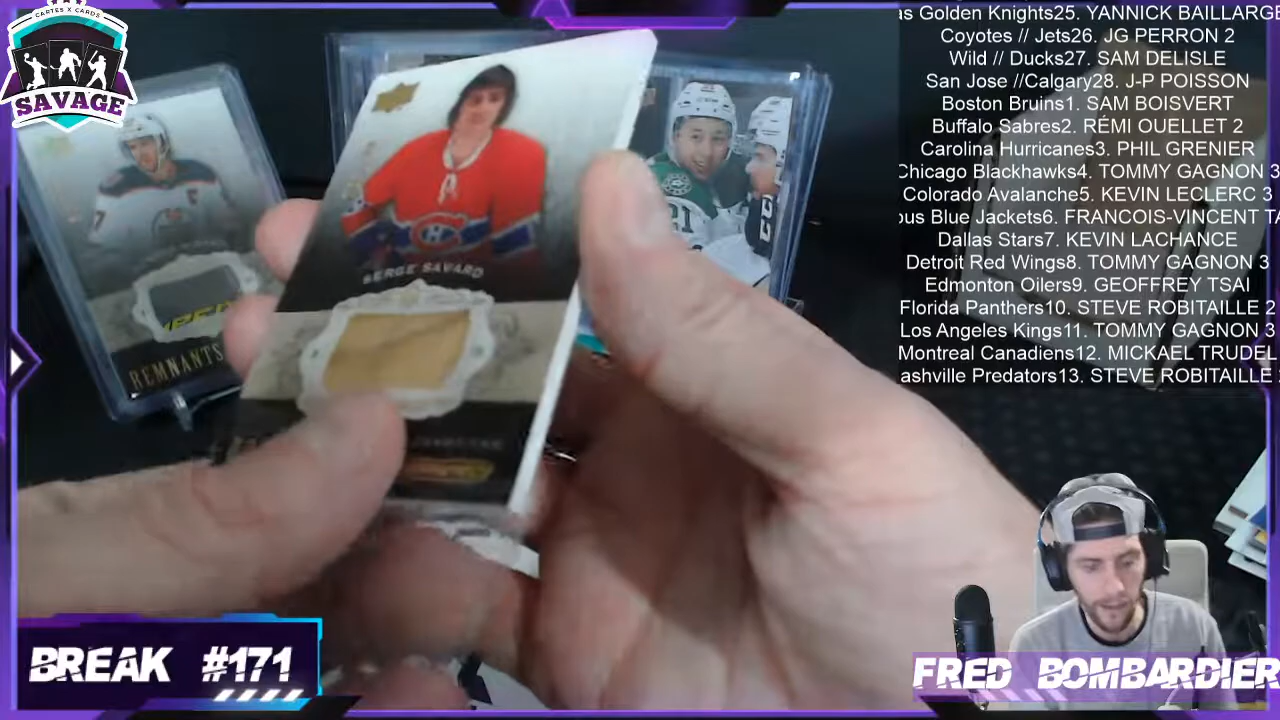 CARTES X CARDS
SAVAGE
as Golden Knights25. YANNICK BAILLARGE
Coyotes // Jets26. JG PERRON 2
Wild // Ducks27. SAM DELISLE
San Jose //Calgary28. J-P POISSON
Boston Bruins1. SAM BOISVERT
Buffalo Sabres2. RÉMI OUELLET 2
Carolina Hurricanes3. PHIL GRENIER
Chicago Blackhawks4. TOMMY GAGNON 3
Colorado Avalanche5. KEVIN LECLERC 3
ous Blue Jackets6. FRANCOIS-VINCENT TA
Dallas Stars7. KEVIN LACHANCE
Detroit Red Wings8. TOMMY GAGNON 3
Edmonton Oilers9. GEOFFREY TSAI
Florida Panthers10. STEVE ROBITAILLE 2
Los Angeles Kings11. TOMMY GAGNON 3
Montreal Canadiens12. MICKAEL TRUDEL
ashville Predators13. STEVE ROBITAILLE
SERGE SAVARD
REMNANTS
21
BREAK #171
FRED BOMBARDIER